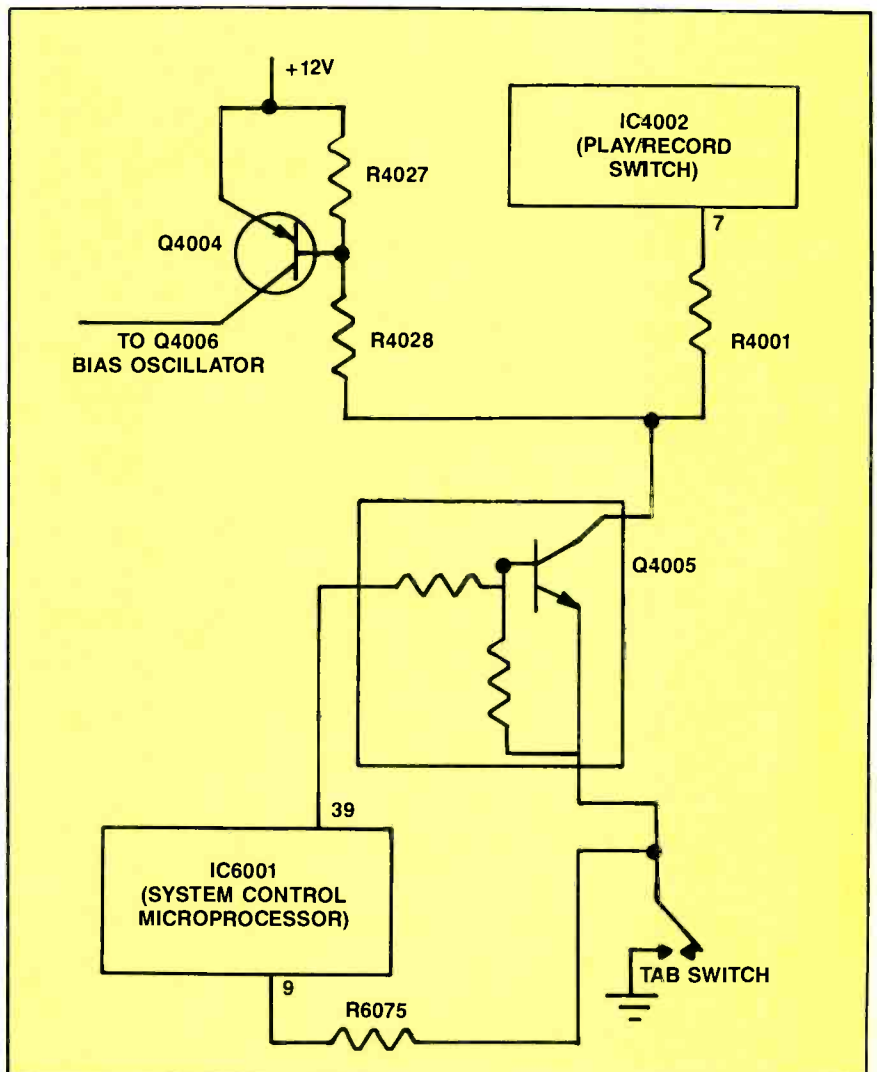 +12V
IC4002
(PLAY/RECORD
SWITCH)
R4027
7
Q4004
R4028
R4001
TO Q4006
BIAS OSCILLATOR
Q4005
39
IC6001
(SYSTEM CONTROL
MICROPROCESSOR)
TAB SWITCH
9
R6075